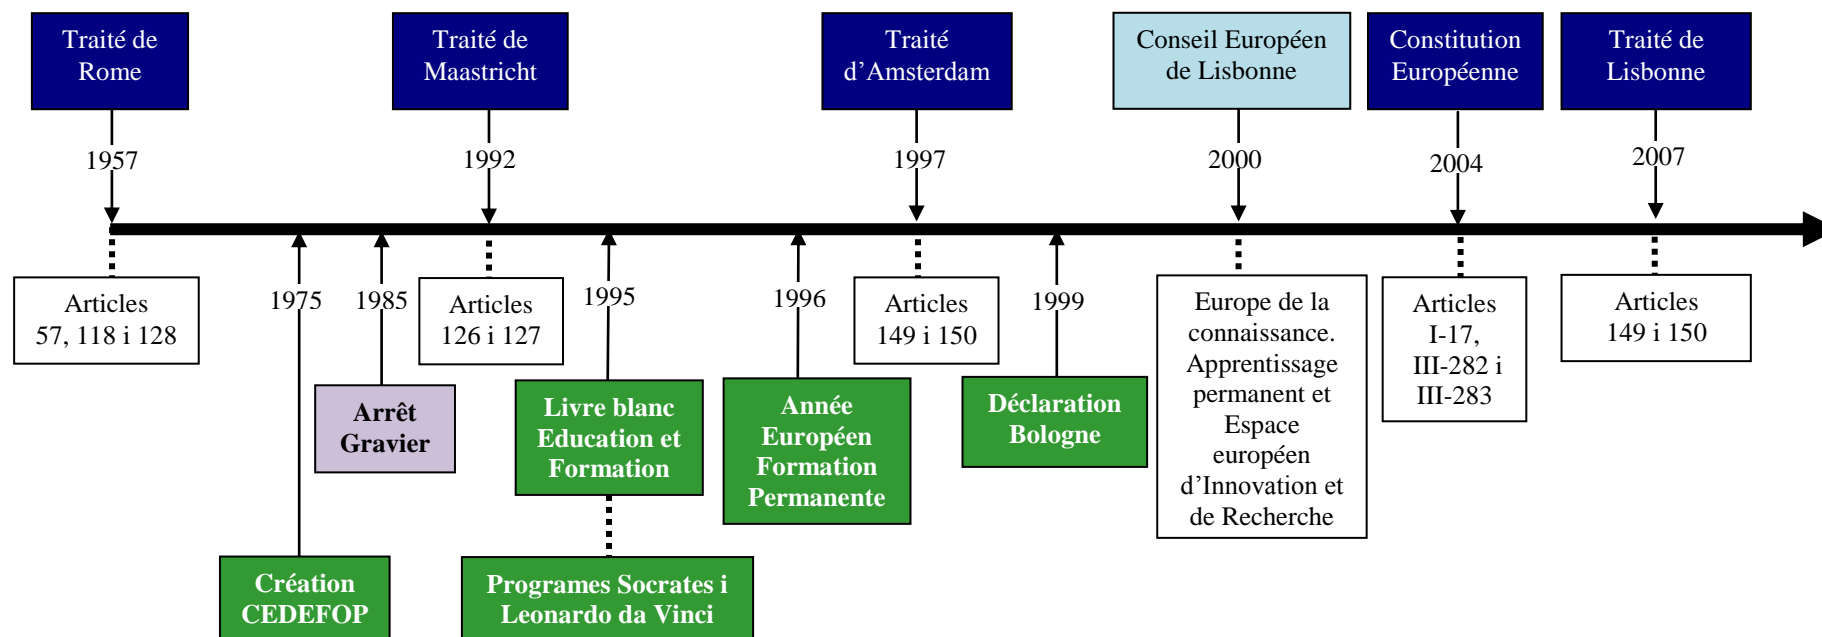 Traité de
Rome
Traité de
Maastricht
Traité
d’Amsterdam
Conseil Européen
de Lisbonne
Constitution
Européenne
Traité de
Lisbonne
1957
1992
1997
2000
2004
2007
Articles
57, 118 i 128
1975
1985
Articles
126 i 127
1995
1996
Articles
149 i 150
1999
Europe de la
connaissance.
Apprentissage
permanent et
Espace
européen
d’Innovation et
de Recherche
Articles
I-17,
III-282 i
III-283
Articles
149 i 150
Arrêt
Gravier
Livre blanc
Education et
Formation
Année
Européen
Formation
Permanente
Déclaration
Bologne
Création
CEDEFOP
Programes Socrates i
Leonardo da Vinci